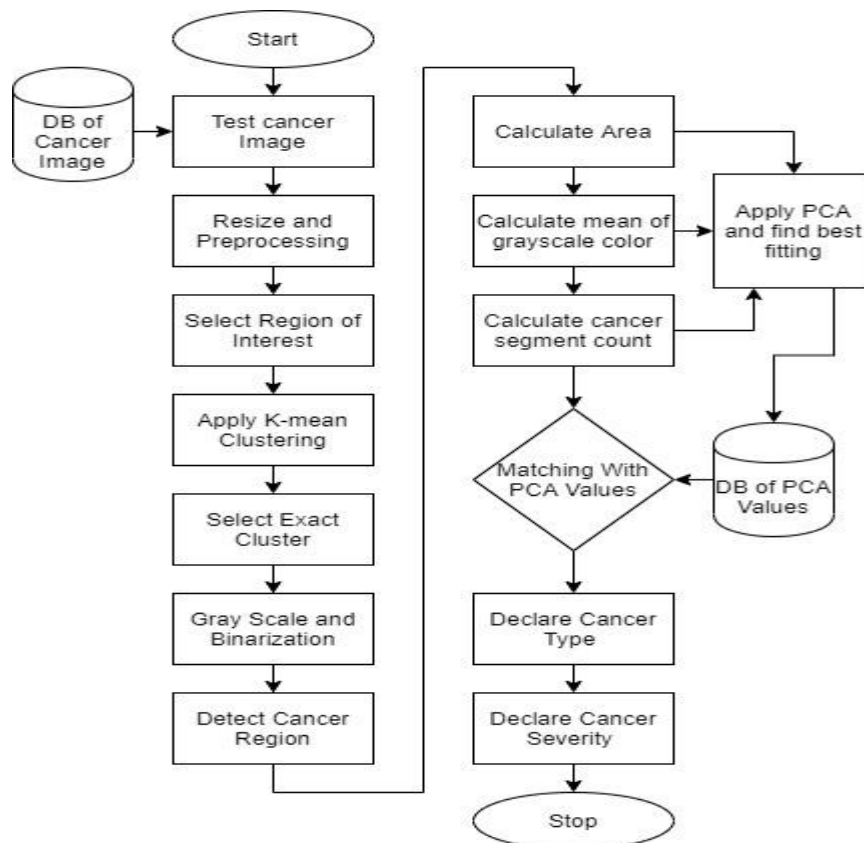 Start
DB of
Cancer
Image
Test cancer
Image
Resize and
Preprocessing
Select Region of
Interest
Apply K-mean
Clustering
Select Exact
Cluster
Gray Scale and
Binarization
Detect Cancer
Region
Calculate Area
Calculate mean of
grayscale color
Calculate cancer
segment count
Apply PCA
and find best
fitting
Matching With
PCA Values
DB of PCA
Values
Declare Cancer
Type
Declare Cancer
Severity
Stop